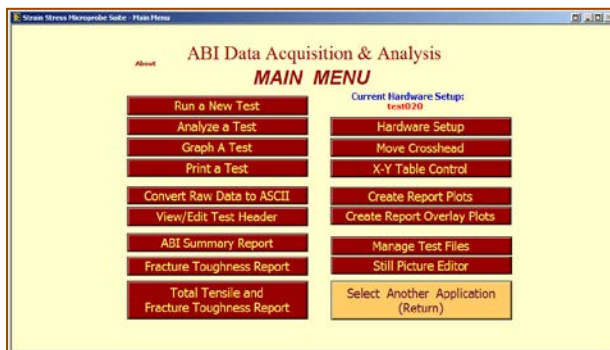 Strain Stress Microprobe Suite - Main Menu
About
ABI Data Acquisition & Analysis
MAIN MENU
Current Hardware Setup:
test020
Run a New Test
Analyze a Test
Graph A Test
Print a Test
Convert Raw Data to ASCII
View/Edit Test Header
ABI Summary Report
Fracture Toughness Report
Total Tensile and
Fracture Toughness Report
Hardware Setup
Move Crosshead
X-Y Table Control
Create Report Plots
Create Report Overlay Plots
Manage Test Files
Still Picture Editor
Select Another Application
(Return)